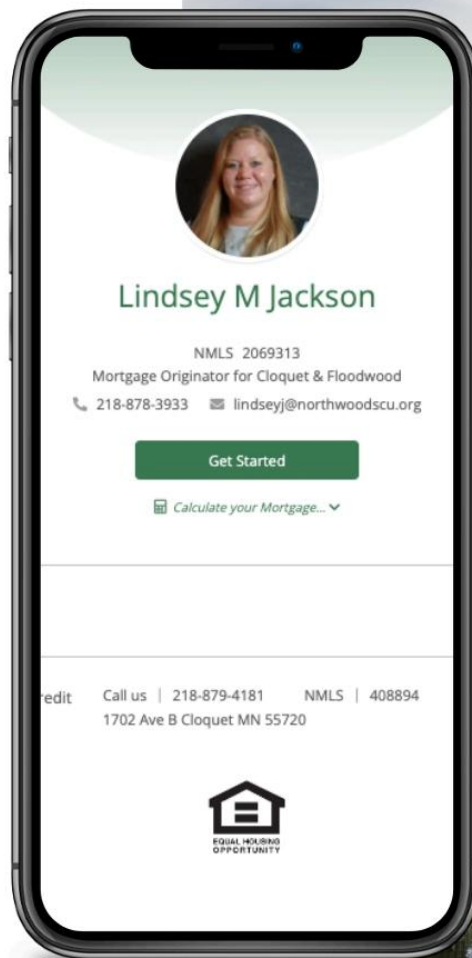 Lindsey M Jackson
NMLS 2069313
Mortgage Originator for Cloquet & Floodwood
218-878-3933 lindseyj@northwoodscu.org
Get Started
Calculate your Mortgage...
redit Call us | 218-879-4181 NMLS | 408894
1702 Ave B Cloquet MN 55720
EQUAL HOUSING
OPPORTUNITY